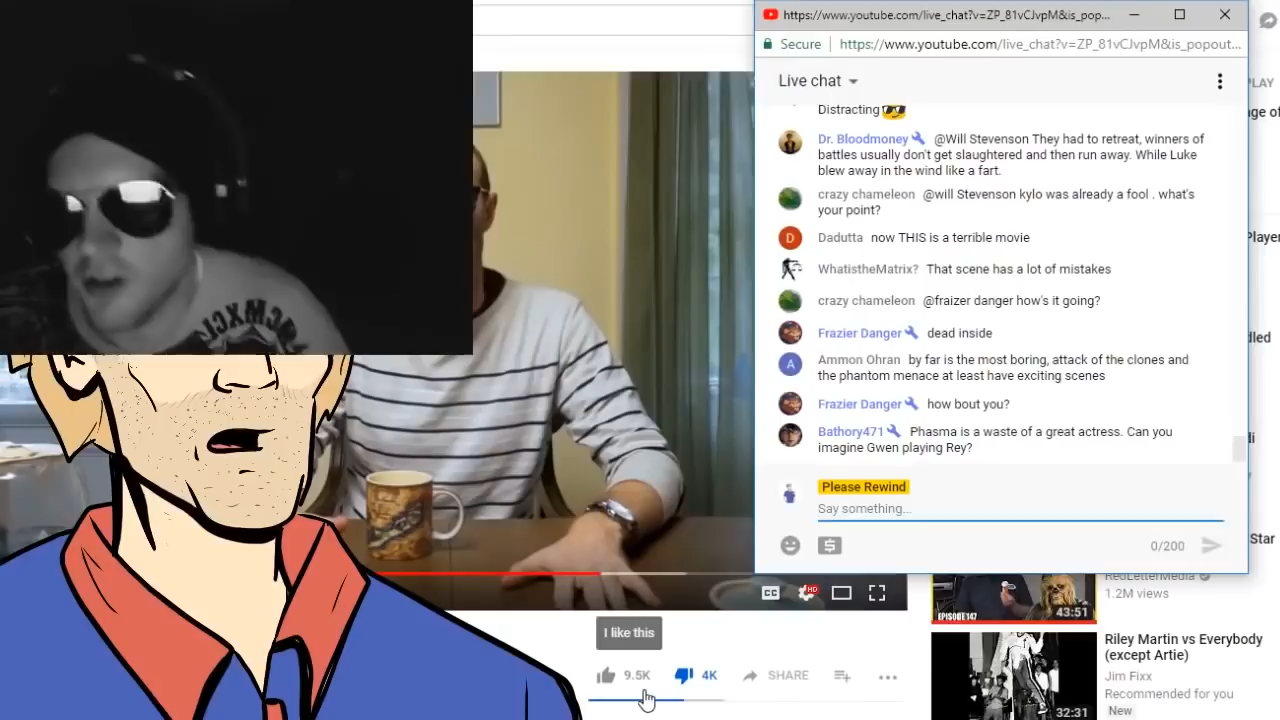 https://www.youtube.com/live_chat?v=ZP_81vCJvpM&is_pop...
Secure
https://www.youtube.com/live_chat?v=ZP_81vCJvpM&is_popout...
Live chat
Distracting
Dr. Bloodmoney @Will Stevenson They had to retreat, winners of
battles usually don't get slaughtered and then run away. While Luke
blew away in the wind like a fart.
crazy chameleon @will Stevenson kylo was already a fool . what's
your point?
D
Dadutta now THIS is a terrible movie
WhatistheMatrix? That scene has a lot of mistakes
crazy chameleon @fraizer danger how's it going?
Frazier Danger dead inside
A
Ammon Ohran by far is the most boring, attack of the clones and
the phantom menace at least have exciting scenes
Frazier Danger how bout you?
Bathory471 Phasma is a waste of a great actress. Can you
imagine Gwen playing Rey?
Please Rewind
Say something...
0/200
PLAY
Player
Star
CC
HD
I like this
9.5K
4K
SHARE
RedLetterMedia
1.2M views
EPISODE 147
43:51
Riley Martin vs Everybody
(except Artie)
Jim Fixx
Recommended for you
New
32:31